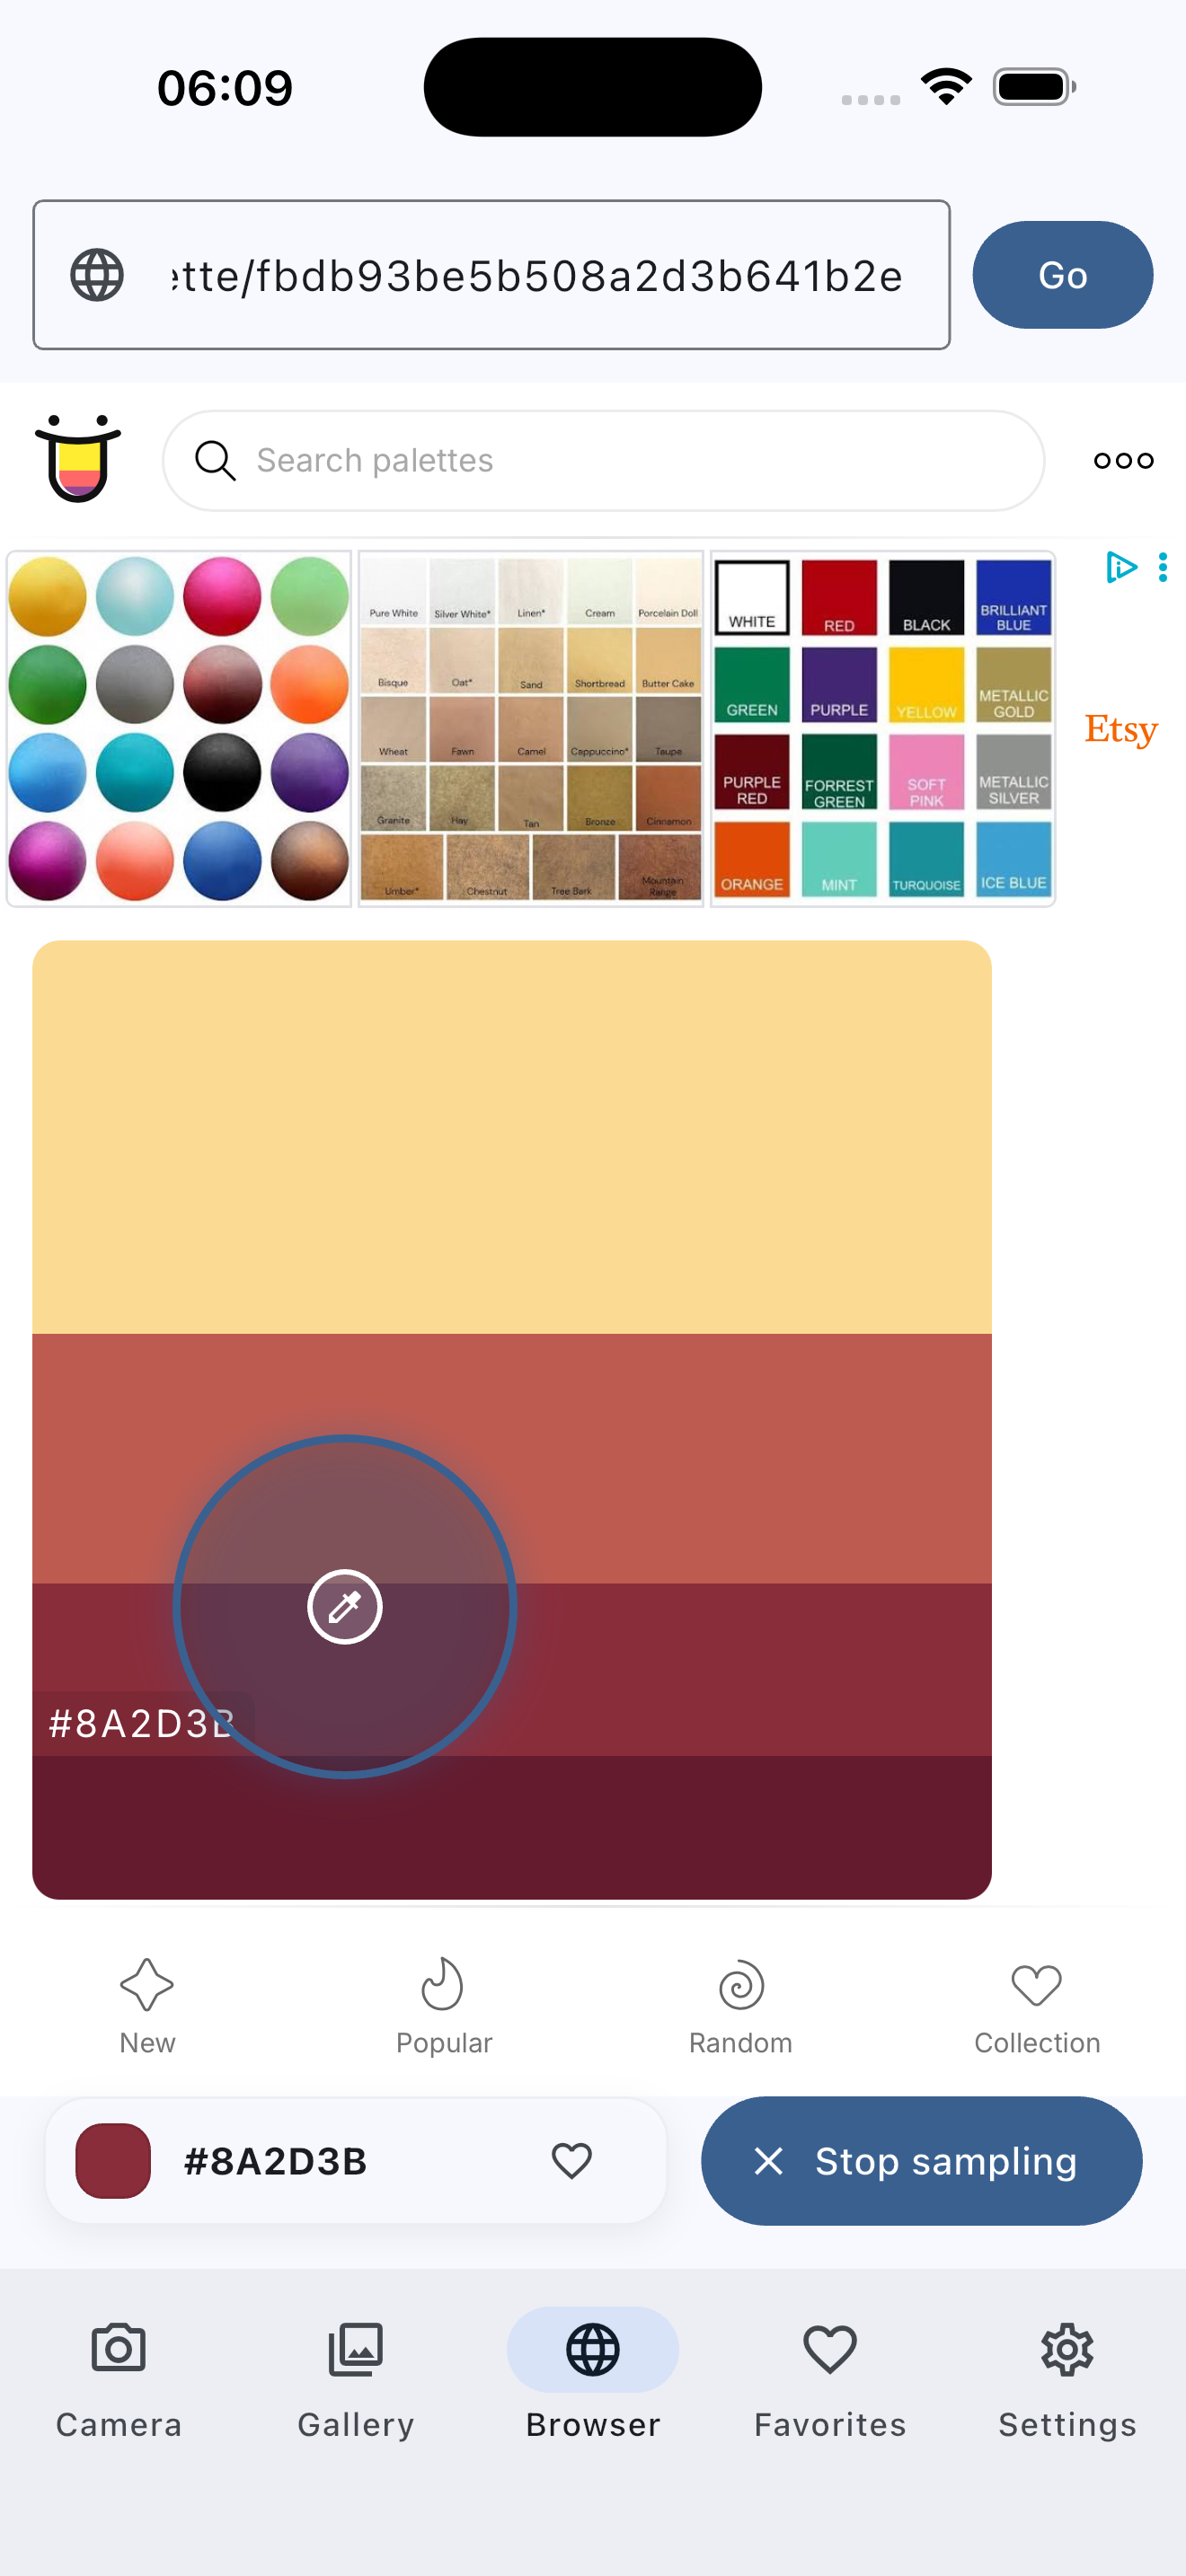 06:09
tte/fbdb93be5b508a2d3b641b2e
Go
Search palettes
Pure White Silver White* Linen* Cream Porcelain Doll
Bisque Oat* Sand Shortbread Butter Cake
Wheat Fawn Camel Cappuccino* Taupe
Granite Hay Tan Bronze Cinnamon
Umber* Chestnut Tree Bark Mountain Range
WHITE RED BLACK BRILLIANT BLUE
GREEN PURPLE YELLOW METALLIC GOLD
PURPLE RED FORREST GREEN SOFT PINK METALLIC SILVER
ORANGE MINT TURQUOISE ICE BLUE
Etsy
#8A2D3B
New Popular Random Collection
#8A2D3B
Stop sampling
Camera Gallery Browser Favorites Settings